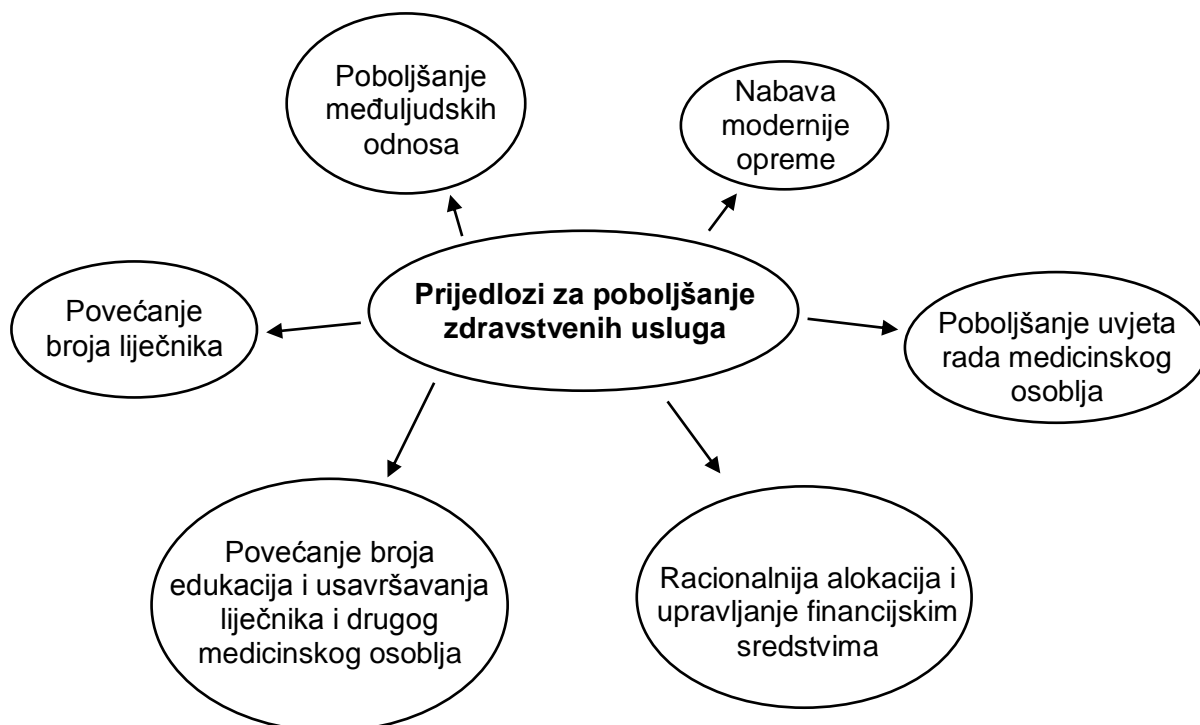 Poboljšanje
međuljudskih
odnosa
Nabava
modernije
opreme
Prijedlozi za poboljšanje
zdravstvenih usluga
Povećanje
broja liječnika
Poboljšanje uvjeta
rada medicinskog
osoblja
Povećanje broja
edukacija i usavršavanja
liječnika i drugog
medicinskog osoblja
Racionalnija alokacija i
upravljanje financijskim
sredstvima